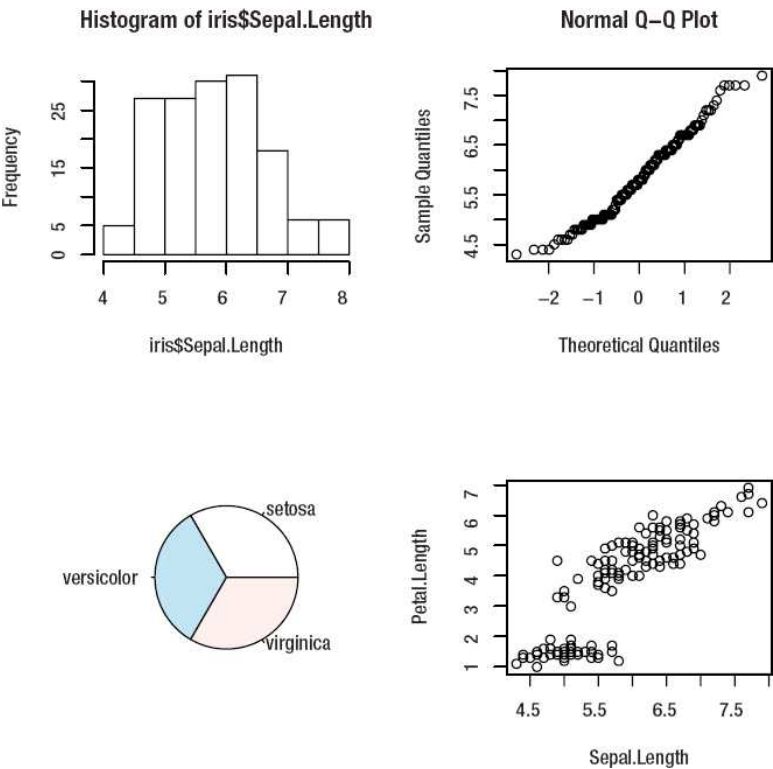 Histogram of iris$Sepal.Length
Frequency
25
15
5
0
4 5 6 7 8
iris$Sepal.Length
Normal Q–Q Plot
Sample Quantiles
7.5
6.5
5.5
4.5
−2 −1 0 1 2
Theoretical Quantiles
setosa
versicolor
virginica
Petal.Length
7
6
5
4
3
2
1
4.5 5.5 6.5 7.5
Sepal.Length